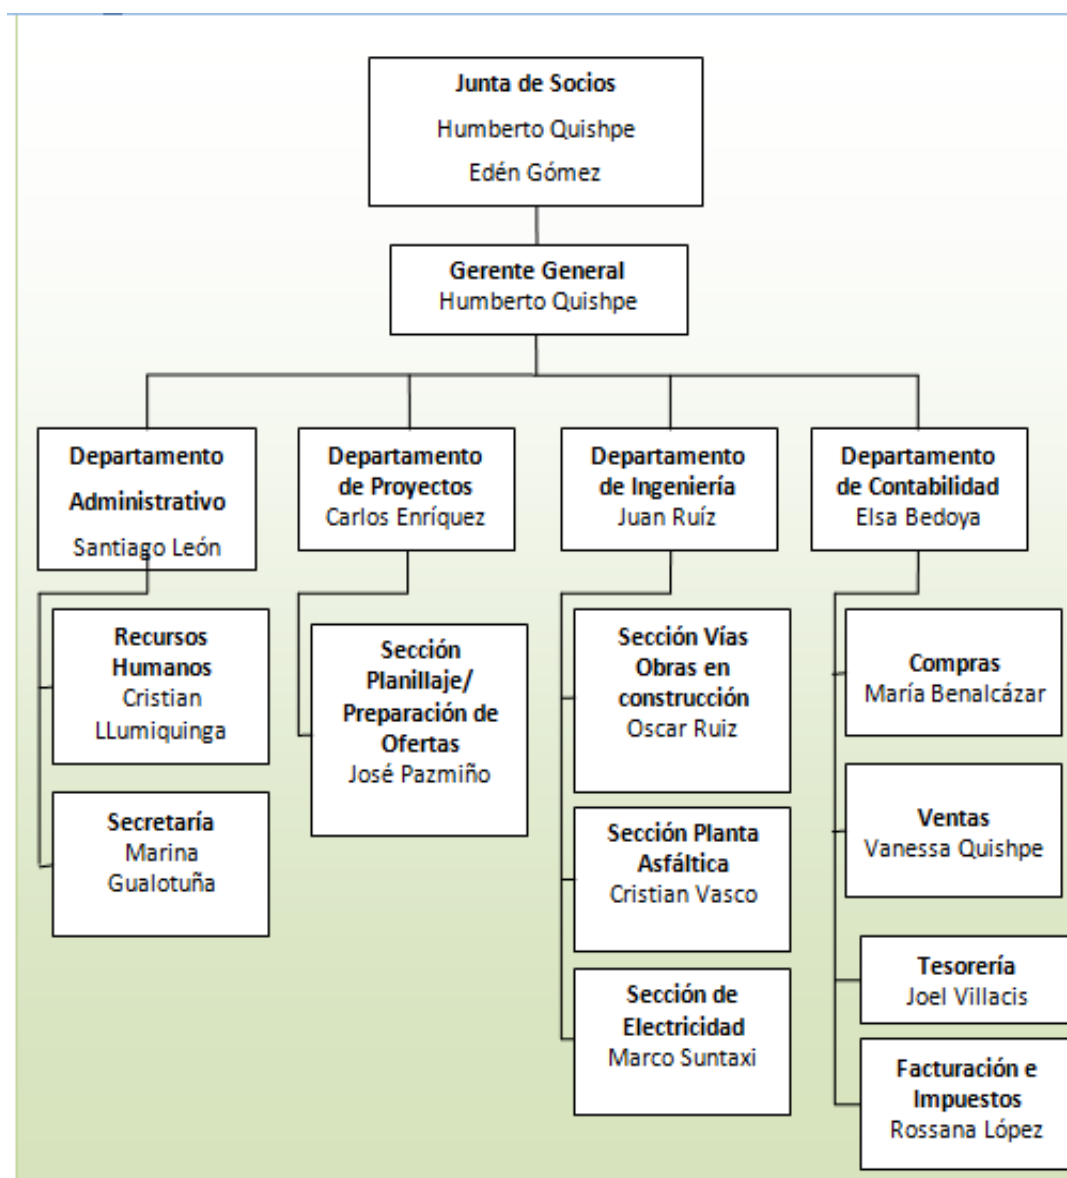 Junta de Socios
Humberto Quishpe
Edén Gómez
Gerente General
Humberto Quishpe
Departamento
Administrativo
Santiago León
Departamento
de Proyectos
Carlos Enríquez
Departamento
de Ingeniería
Juan Ruíz
Departamento
de Contabilidad
Elsa Bedoya
Recursos
Humanos
Cristian
LLumiquinga
Secretaría
Marina
Gualotuña
Sección
Planillaje/
Preparación de
Ofertas
José Pazmiño
Sección Vías
Obras en
construcción
Oscar Ruiz
Sección Planta
Asfáltica
Cristian Vasco
Sección de
Electricidad
Marco Suntaxi
Compras
María Benalcázar
Ventas
Vanessa Quishpe
Tesorería
Joel Villacis
Facturación e
Impuestos
Rossana López